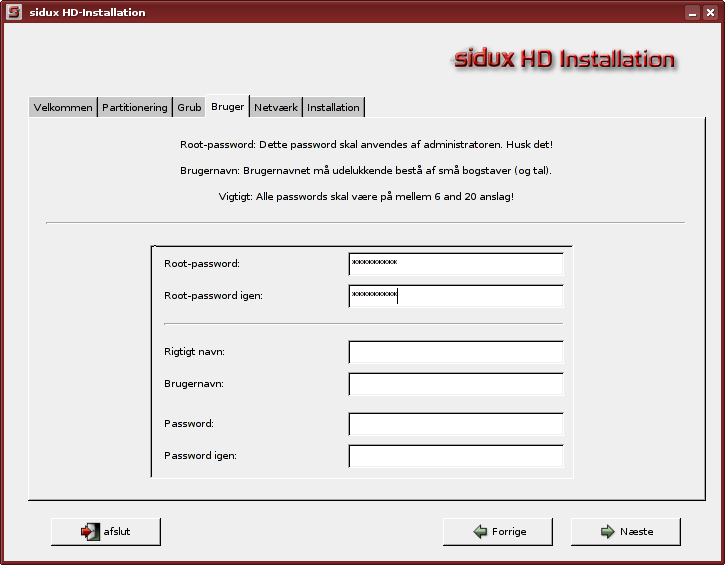 sidux HD-Installation
sidux HD Installation
Velkommen Partitionering Grub Bruger Netværk Installation
Root-password: Dette password skal anvendes af administratoren. Husk det!
Brugernavn: Brugernavnet må udelukkende bestå af små bogstaver (og tal).
Vigtigt: Alle passwords skal være på mellem 6 and 20 anslag!
Root-password: *********
Root-password igen: *********
Rigtigt navn:
Brugernavn:
Password:
Password igen:
afslut Forrige Næste